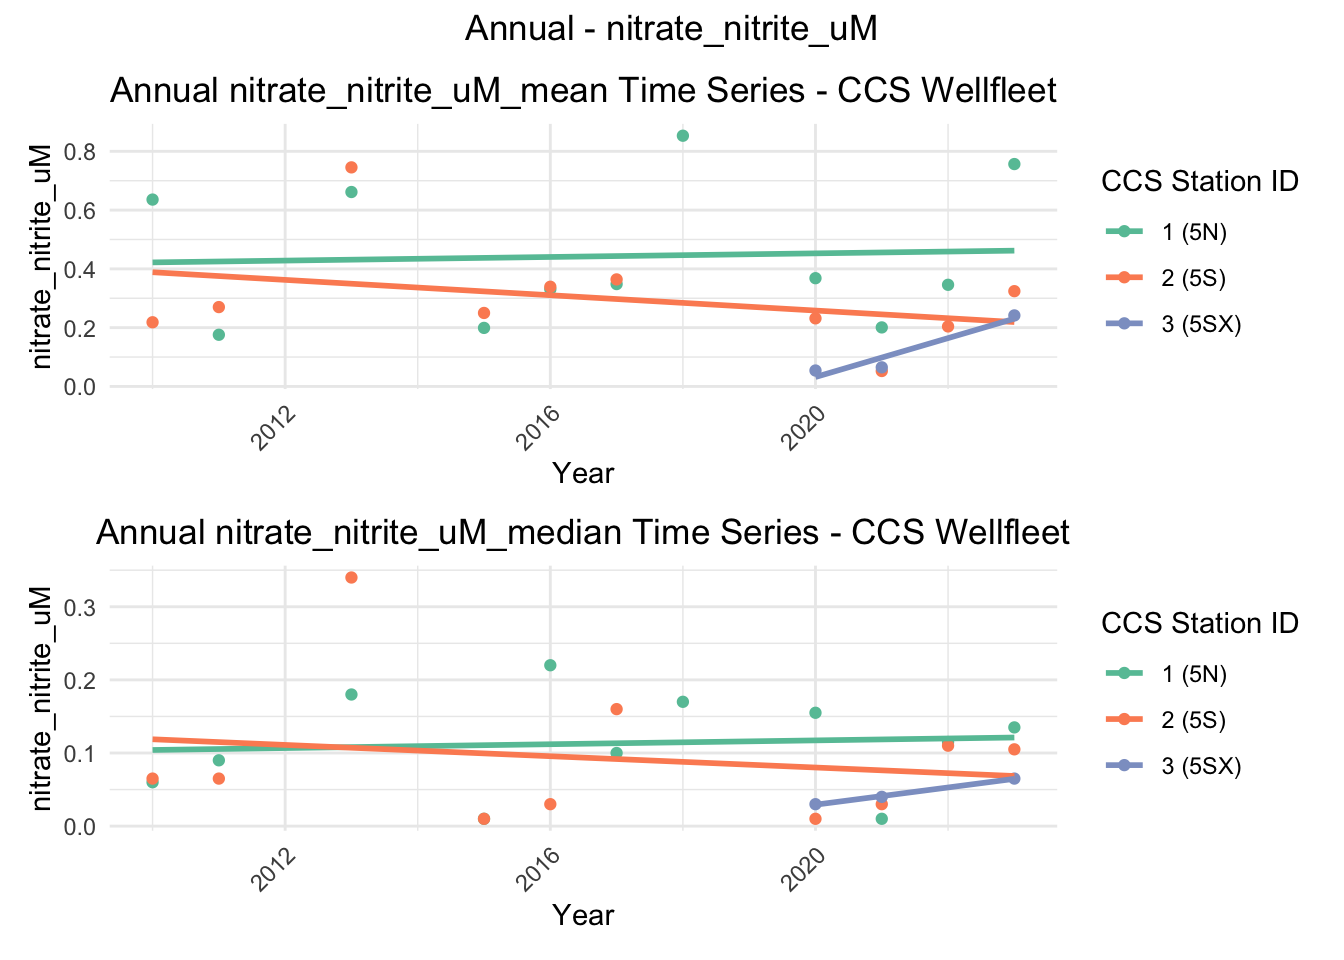 Annual - nitrate_nitrite_uM
Annual nitrate_nitrite_uM_mean Time Series - CCS Wellfleet
nitrate_nitrite_uM
0.8
0.6
0.4
0.2
0.0
2012
2016
2020
Year
CCS Station ID
1 (5N)
2 (5S)
3 (5SX)
Annual nitrate_nitrite_uM_median Time Series - CCS Wellfleet
nitrate_nitrite_uM
0.3
0.2
0.1
0.0
2012
2016
2020
Year
CCS Station ID
1 (5N)
2 (5S)
3 (5SX)